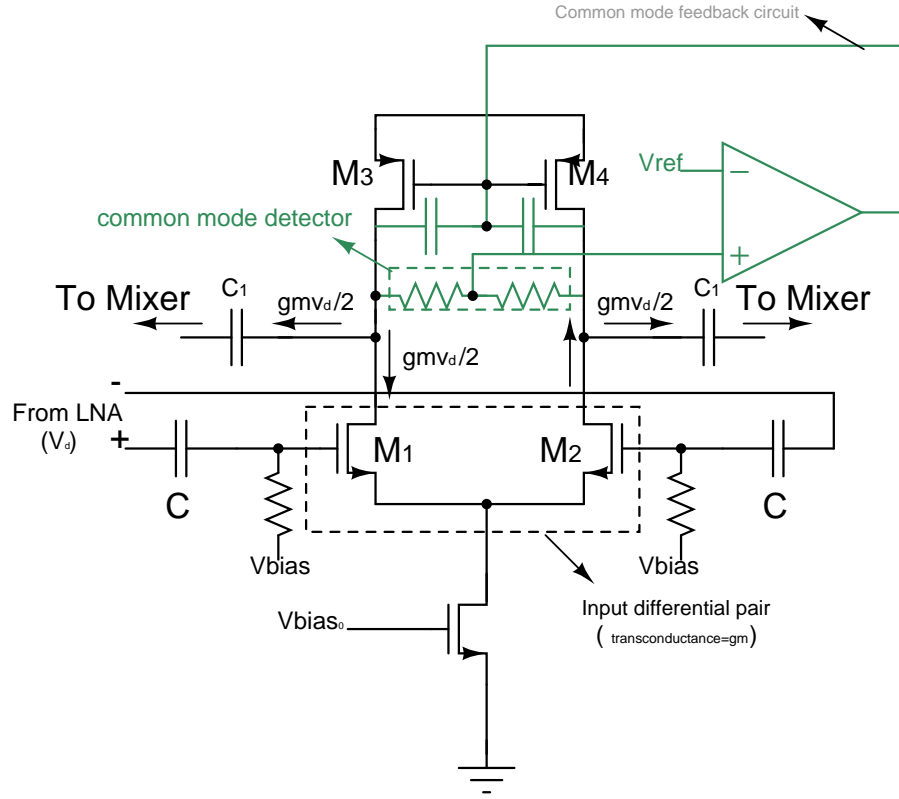 Common mode feedback circuit
M3
M4
Vref
−
+
common mode detector
To Mixer
C1
gmvd/2
gmvd/2
C1
To Mixer
gmvd/2
-
From LNA
(Vd)
+
M1
M2
C
C
Vbias
Vbias
Vbias0
Input differential pair
( transconductance=gm)